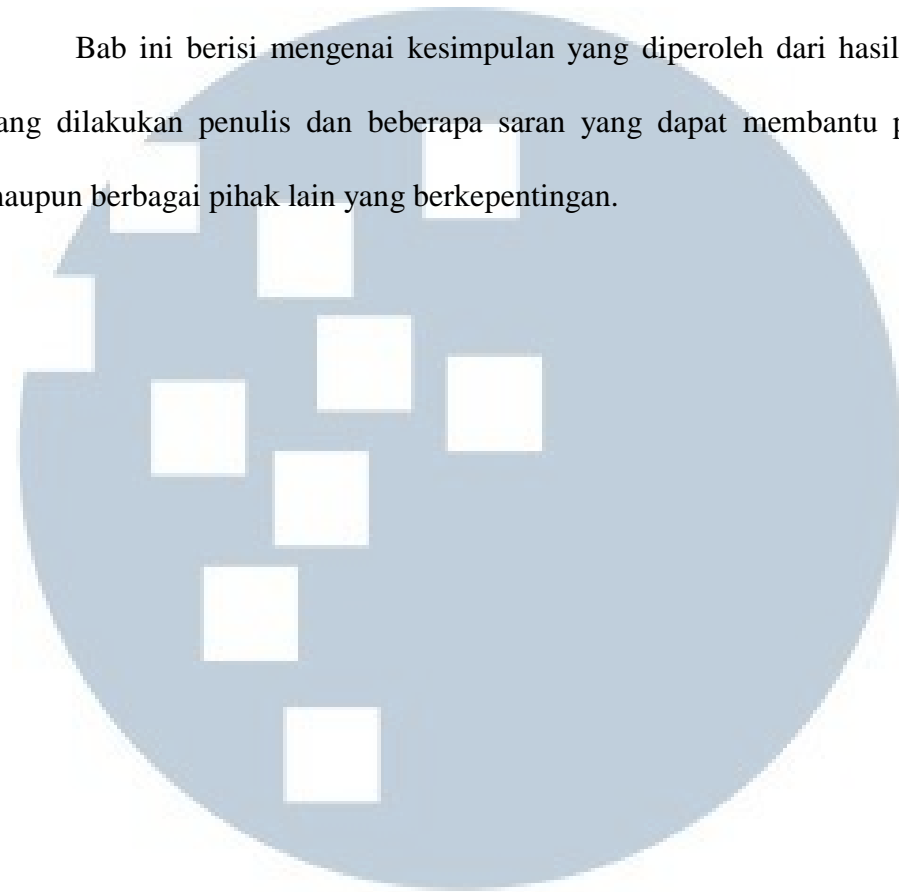 Bab ini berisi mengenai kesimpulan yang diperoleh dari hasil
ang dilakukan penulis dan beberapa saran yang dapat membantu p
naupun berbagai pihak lain yang berkepentingan.